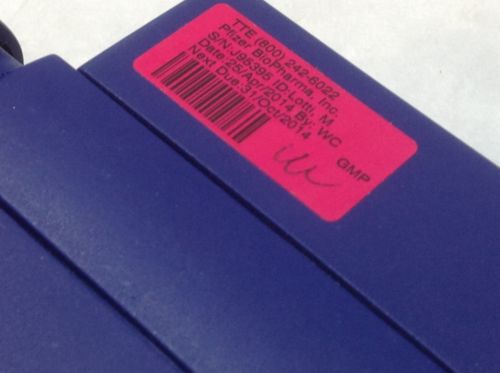 TTE (800) 242-6022
Pfizer BioPharma, Inc.
S/N:J95395 ID:Lotti, M
Date:25/Apr/2014 By: WC
Next Due:31/Oct/2014
GMP